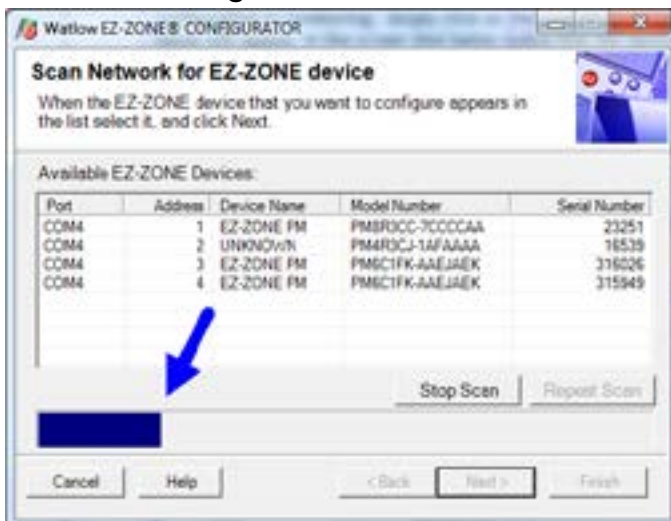 Watlow EZ-ZONE® CONFIGURATOR
Scan Network for EZ-ZONE device
When the EZ-ZONE device that you want to configure appears in
the list select it, and click Next.
Available EZ-ZONE Devices:
Port Address Device Name Model Number Serial Number
COM4 1 EZ-ZONE PM PM8R3CC-7CCCCAA 23251
COM4 2 UNKNOWN PM4R3CJ-1AFAAAA 16539
COM4 3 EZ-ZONE PM PM6C1FK-AAEJAEK 316026
COM4 4 EZ-ZONE PM PM6C1FK-AAEJAEK 315949
Stop Scan Repeat Scan
Cancel Help < Back Next > Finish